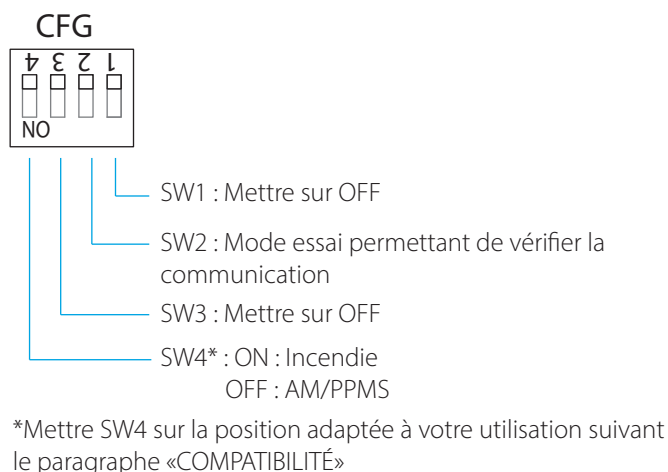 CFG
4 3 2 1
NO
SW1 : Mettre sur OFF
SW2 : Mode essai permettant de vérifier la
communication
SW3 : Mettre sur OFF
SW4* : ON : Incendie
OFF : AM/PPMS
*Mettre SW4 sur la position adaptée à votre utilisation suivant
le paragraphe «COMPATIBILITÉ»